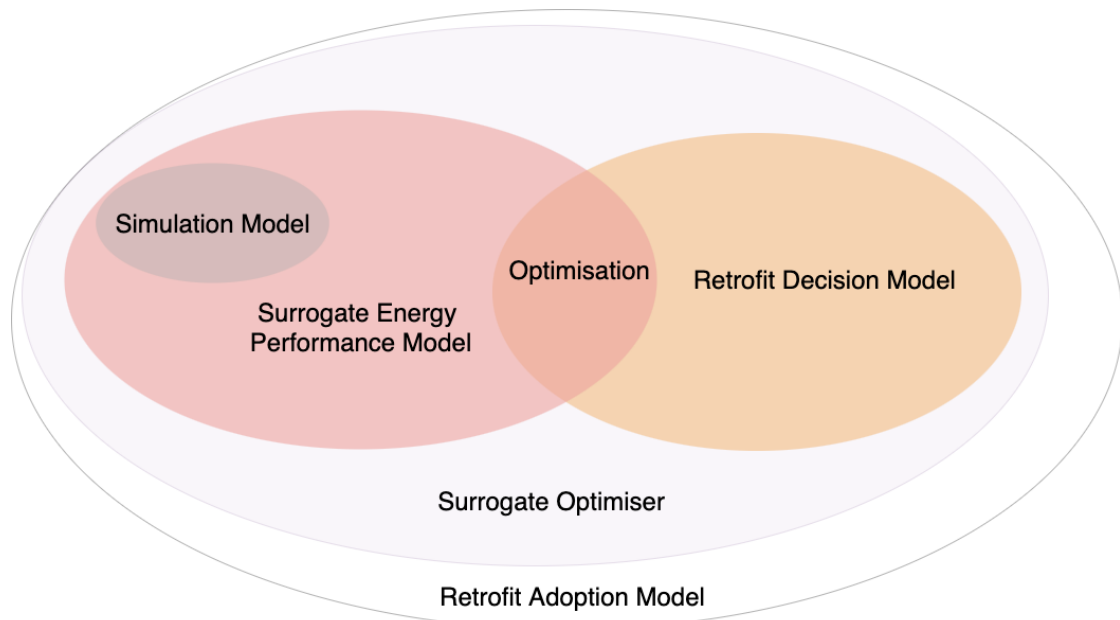 Simulation Model
Optimisation
Retrofit Decision Model
Surrogate Energy
Performance Model
Surrogate Optimiser
Retrofit Adoption Model